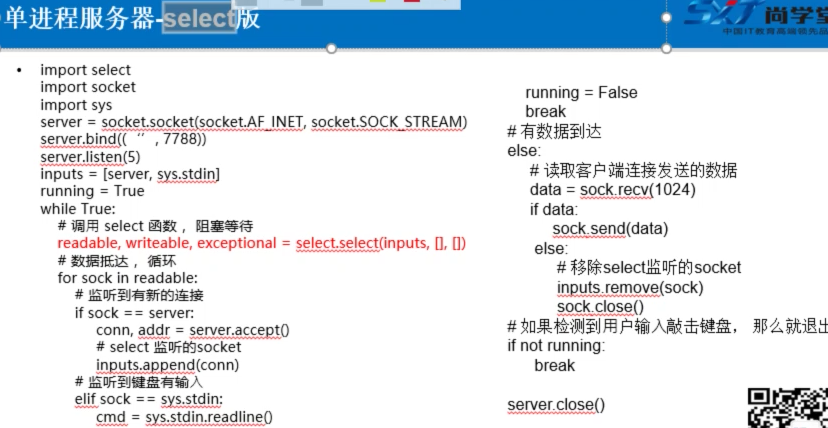 单进程服务器-select版
尚学堂
中国IT教育高端领先品
• import select
import socket
import sys
server = socket.socket(socket.AF_INET, socket.SOCK_STREAM)
server.bind(( ‘’ , 7788))
server.listen(5)
inputs = [server, sys.stdin]
running = True
while True:
# 调用 select 函数 ，阻塞等待
readable, writeable, exceptional = select.select(inputs, [], [])
# 数据抵达 ，循环
for sock in readable:
# 监听到有新的连接
if sock == server:
conn, addr = server.accept()
# select 监听的socket
inputs.append(conn)
# 监听到键盘有输入
elif sock == sys.stdin:
cmd = sys.stdin.readline()
running = False
break
# 有数据到达
else:
# 读取客户端连接发送的数据
data = sock.recv(1024)
if data:
sock.send(data)
else:
# 移除select监听的socket
inputs.remove(sock)
sock.close()
# 如果检测到用户输入敲击键盘， 那么就退出
if not running:
break
server.close()